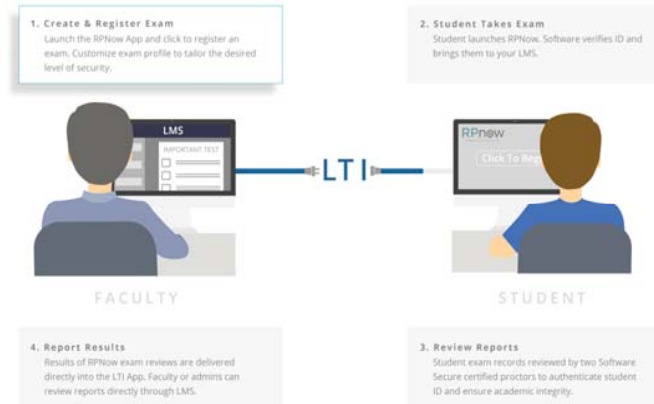 1. Create & Register Exam
Launch the RPNow App and click to register an
exam. Customize exam profile to tailor the desired
level of security.
2. Student Takes Exam
Student launches RPNow. Software verifies ID and
brings them to your LMS.
LMS
IMPORTANT TEST
LTI
RPnow
Click To Beg
FACULTY
STUDENT
4. Report Results
Results of RPNow exam reviews are delivered
directly into the LTI App. Faculty or admins can
review reports directly through LMS.
3. Review Reports
Student exam records reviewed by two Software
Secure certified proctors to authenticate student
ID and ensure academic integrity.